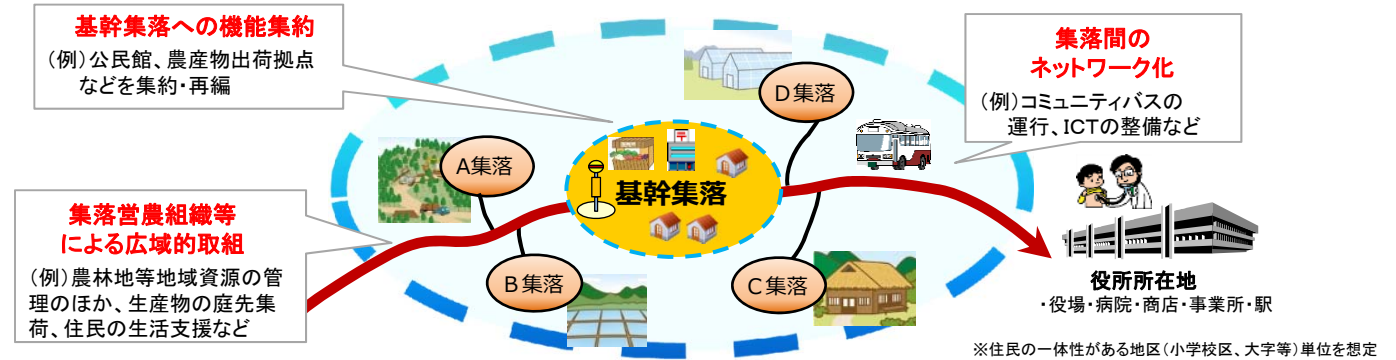 基幹集落への機能集約
(例)公民館、農産物出荷拠点
などを集約・再編
集落間の
ネットワーク化
(例)コミュニティバスの
運行、ICTの整備など
D集落
A集落
基幹集落
集落営農組織等
による広域的取組
(例)農林地等地域資源の管
理のほか、生産物の庭先集
荷、住民の生活支援など
B集落
C集落
役所所在地
・役場・病院・商店・事業所・駅
※住民の一体性がある地区(小学校区、大字等)単位を想定